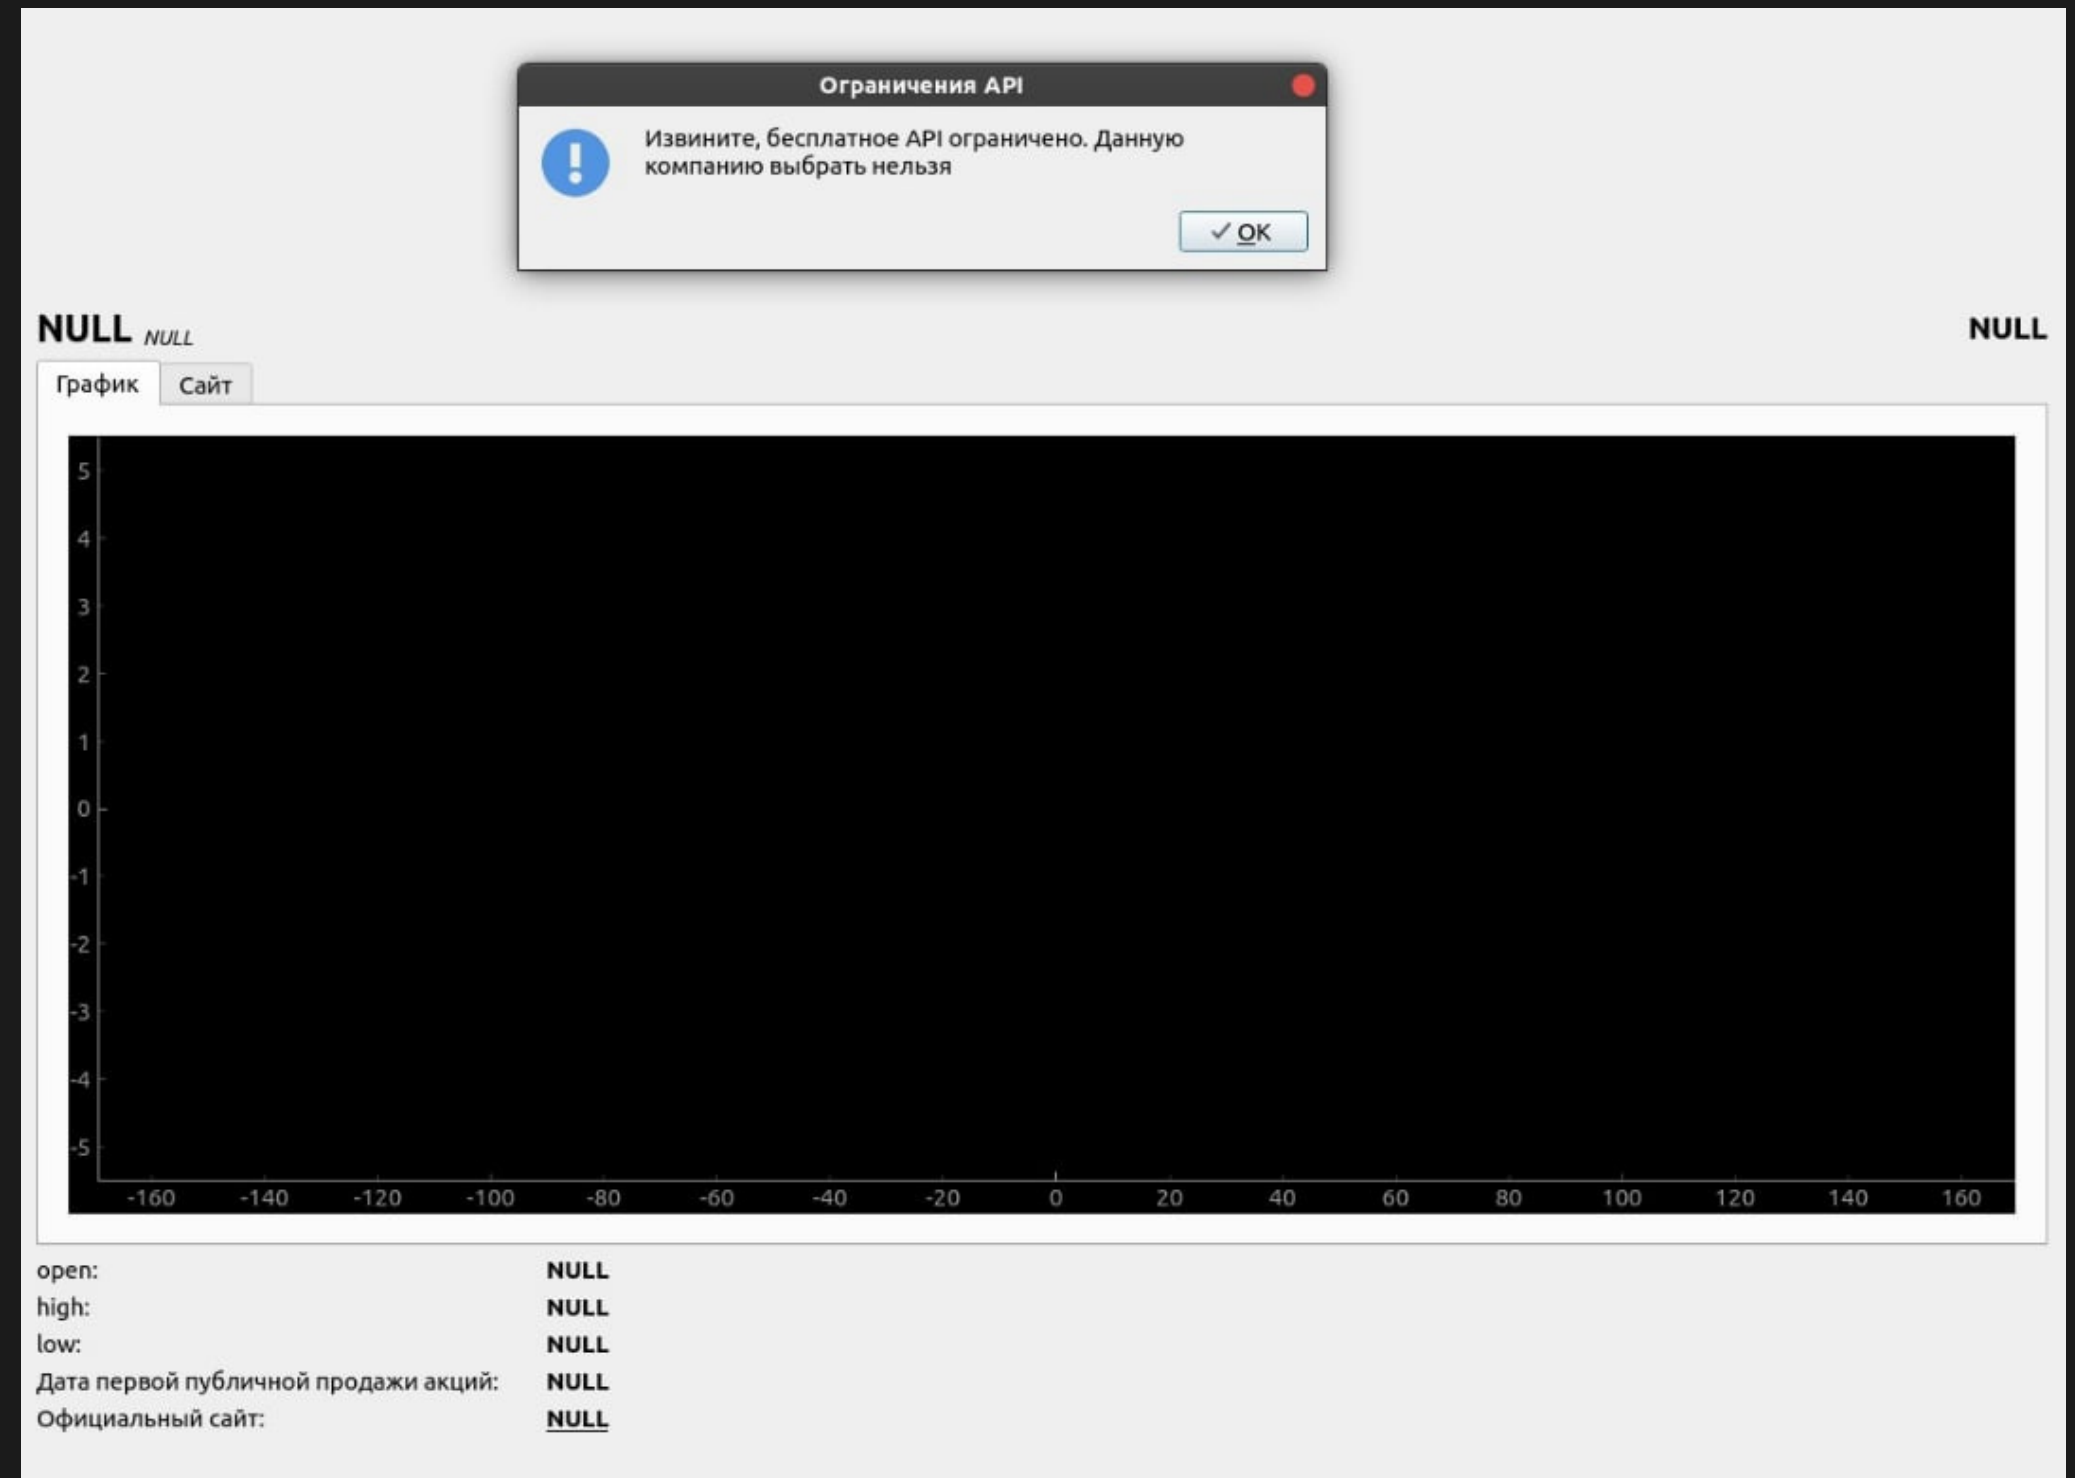 Ограничения API
Извините, бесплатное API ограничено. Данную
компанию выбрать нельзя
OK
NULL NULL
NULL
График Сайт
5
4
3
2
1
0
-1
-2
-3
-4
-5
-160 -140 -120 -100 -80 -60 -40 -20 0 20 40 60 80 100 120 140 160
open: NULL
high: NULL
low: NULL
Дата первой публичной продажи акций: NULL
Официальный сайт: NULL